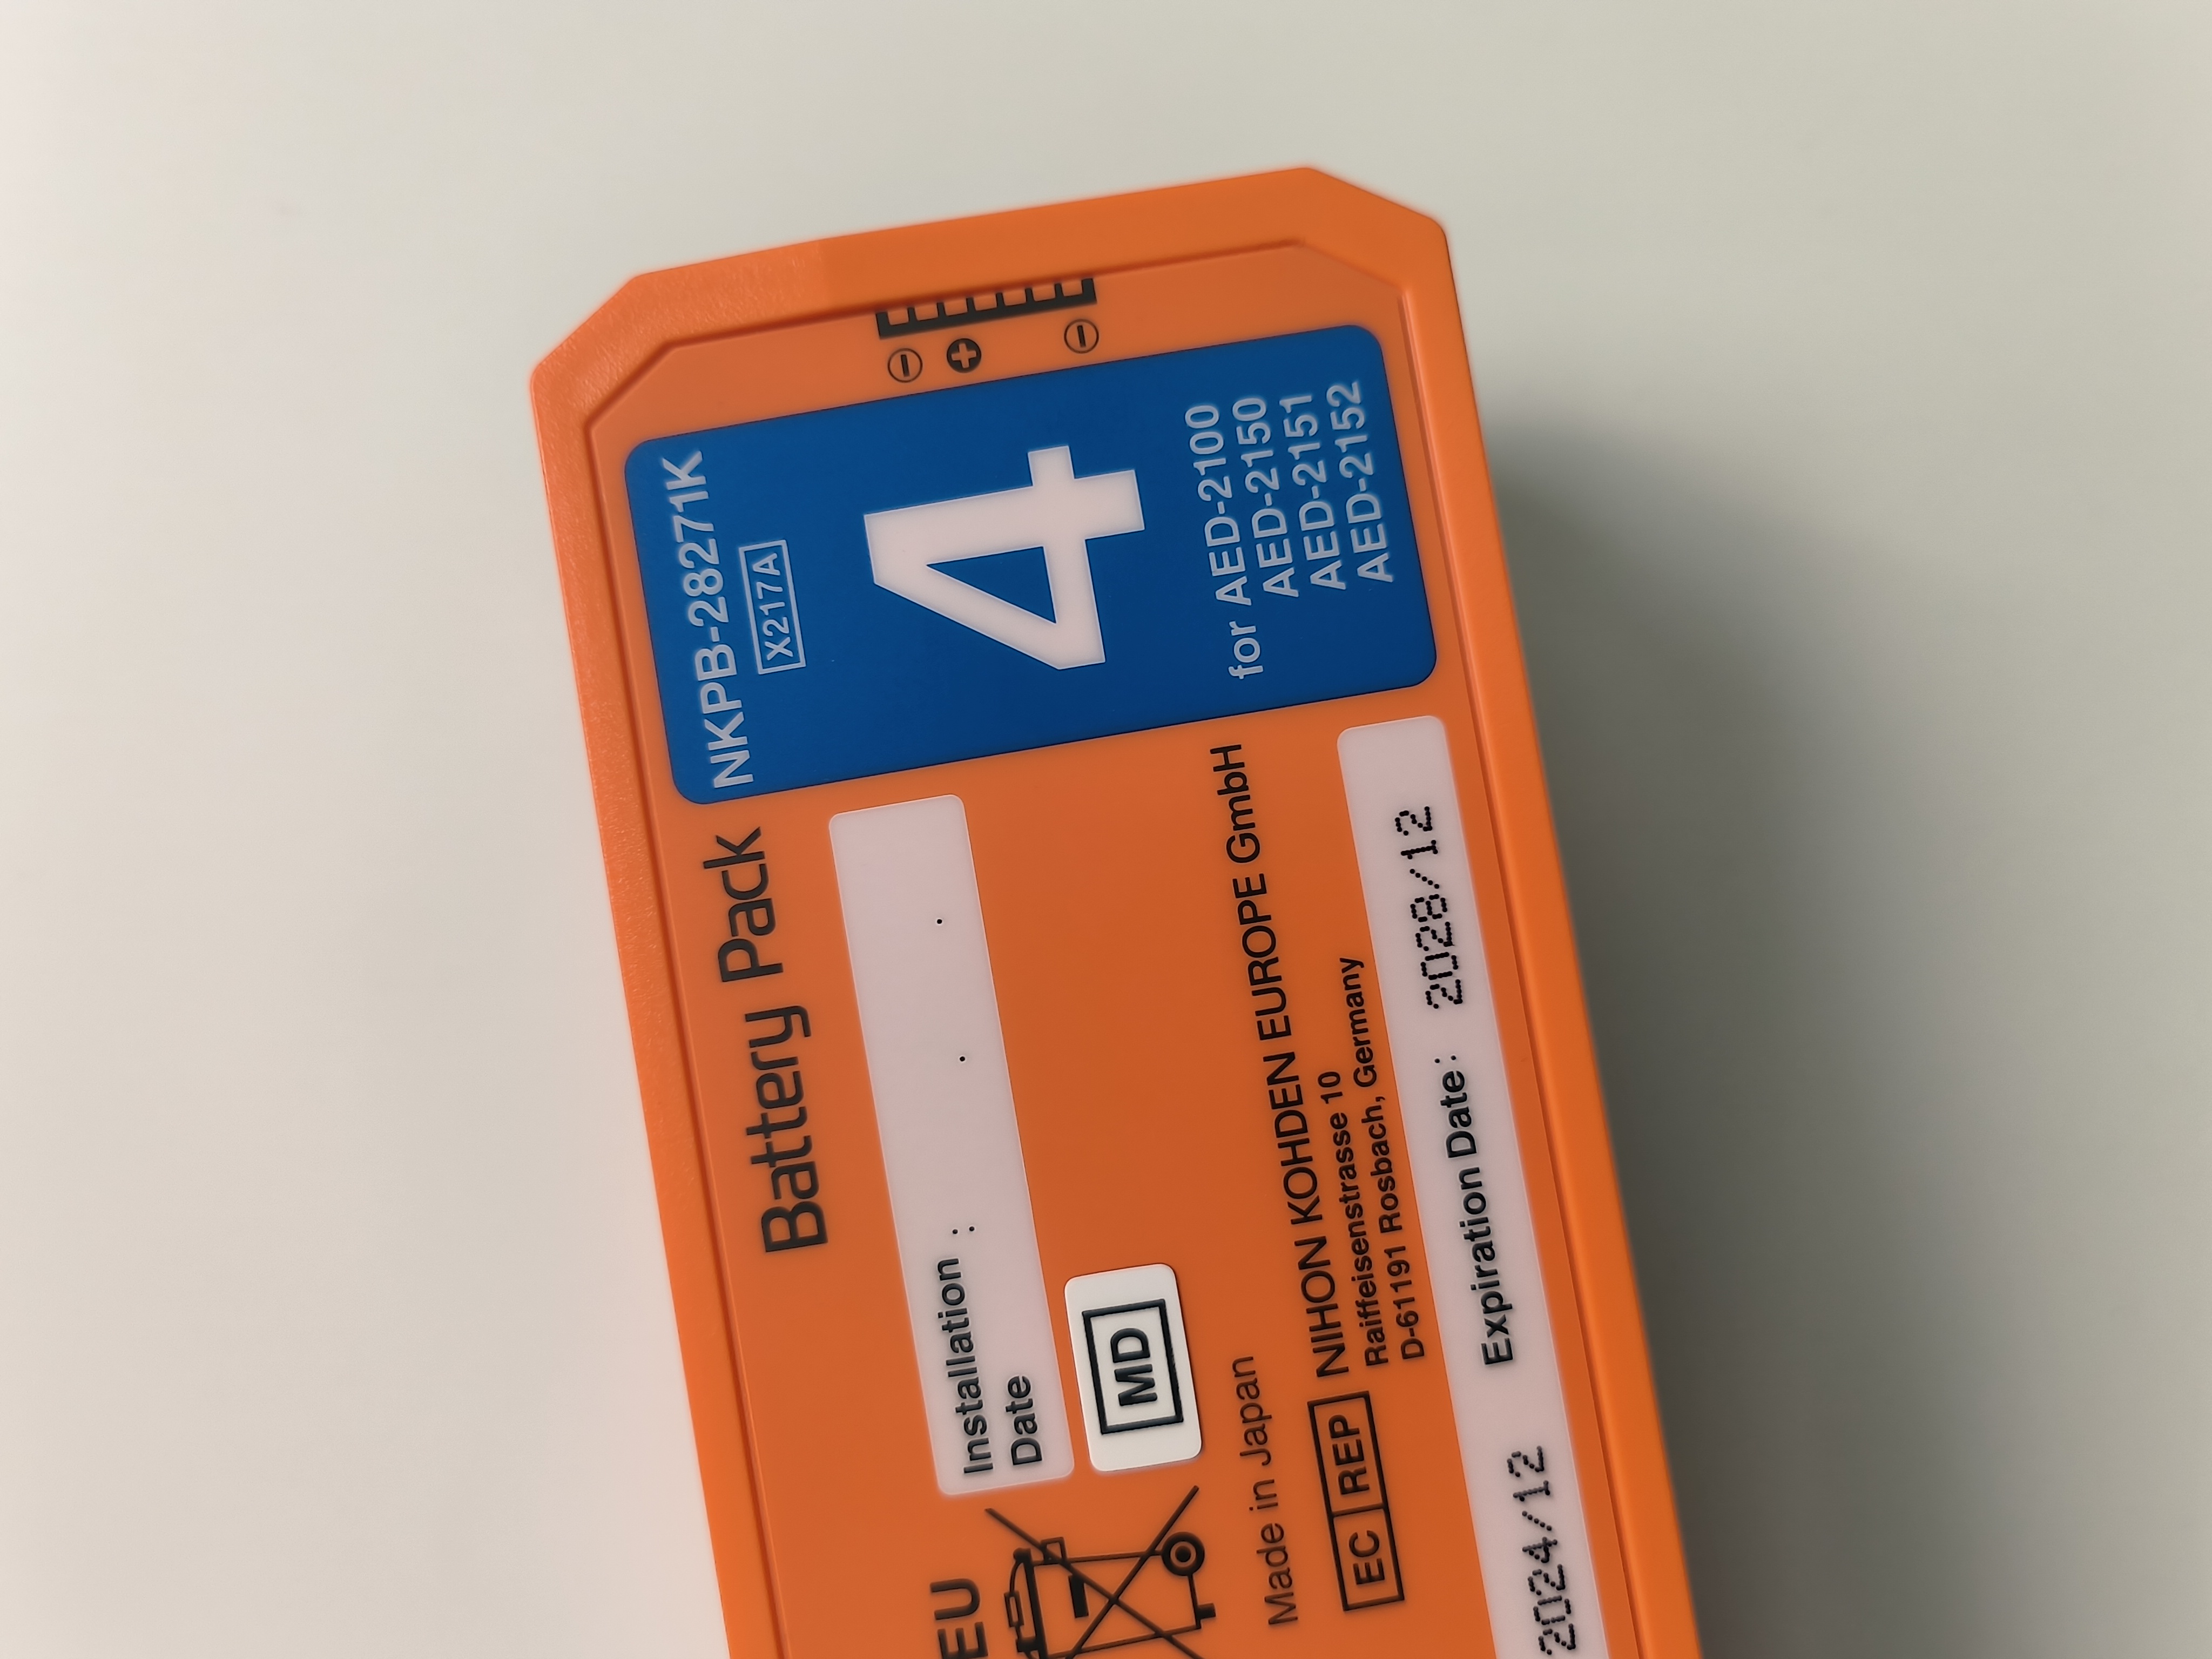 NKPB-28271K
X217A
4
for AED-2100
AED-2150
AED-2151
AED-2152
Battery Pack
Installation :
Date . .
MD
EU
Made in Japan
EC REP NIHON KOHDEN EUROPE GmbH
Raiffeisenstrasse 10
D-61191 Rosbach, Germany
2024/12 Expiration Date: 2028/12